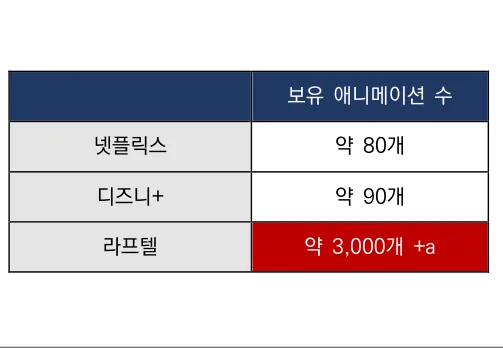 보유 애니메이션 수
넷플릭스 약 80개
디즈니+ 약 90개
라프텔 약 3,000개 +a